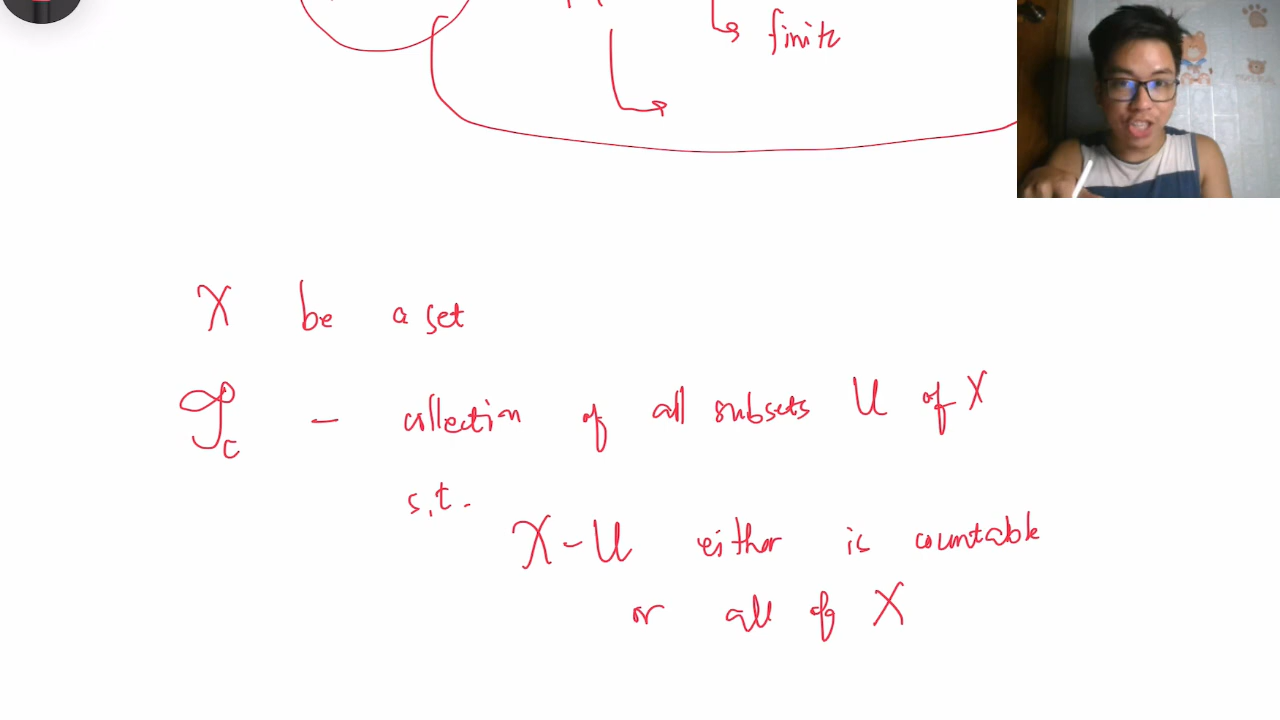 finite
X be a set
𝒯c - collection of all subsets U of X
s.t.
X-U either is countable
or all of X